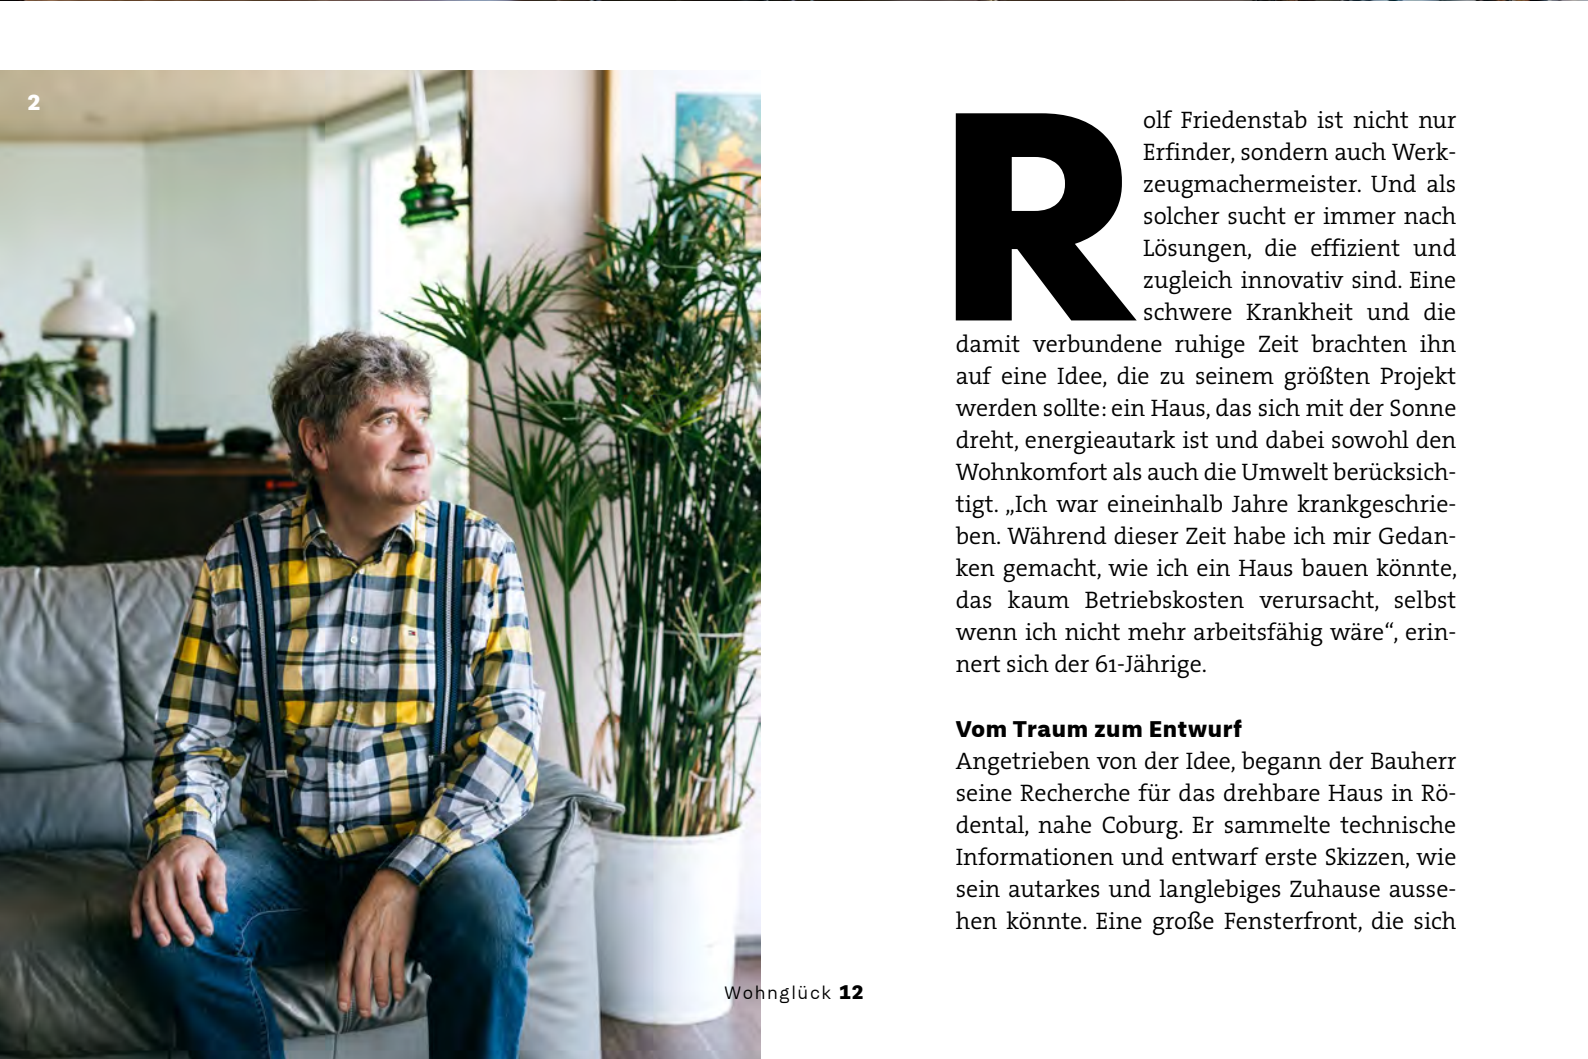 2
Rolf Friedenstab ist nicht nur
Erfinder, sondern auch Werk-
zeugmachermeister. Und als
solcher sucht er immer nach
Lösungen, die effizient und
zugleich innovativ sind. Eine
schwere Krankheit und die
damit verbundene ruhige Zeit brachten ihn
auf eine Idee, die zu seinem größten Projekt
werden sollte: ein Haus, das sich mit der Sonne
dreht, energieautark ist und dabei sowohl den
Wohnkomfort als auch die Umwelt berücksich-
tigt. „Ich war eineinhalb Jahre krankgeschrie-
ben. Während dieser Zeit habe ich mir Gedan-
ken gemacht, wie ich ein Haus bauen könnte,
das kaum Betriebskosten verursacht, selbst
wenn ich nicht mehr arbeitsfähig wäre“, erin-
nert sich der 61-Jährige.
Vom Traum zum Entwurf
Angetrieben von der Idee, begann der Bauherr
seine Recherche für das drehbare Haus in Rö-
dental, nahe Coburg. Er sammelte technische
Informationen und entwarf erste Skizzen, wie
sein autarkes und langlebiges Zuhause ausse-
hen könnte. Eine große Fensterfront, die sich
Wohnglück 12